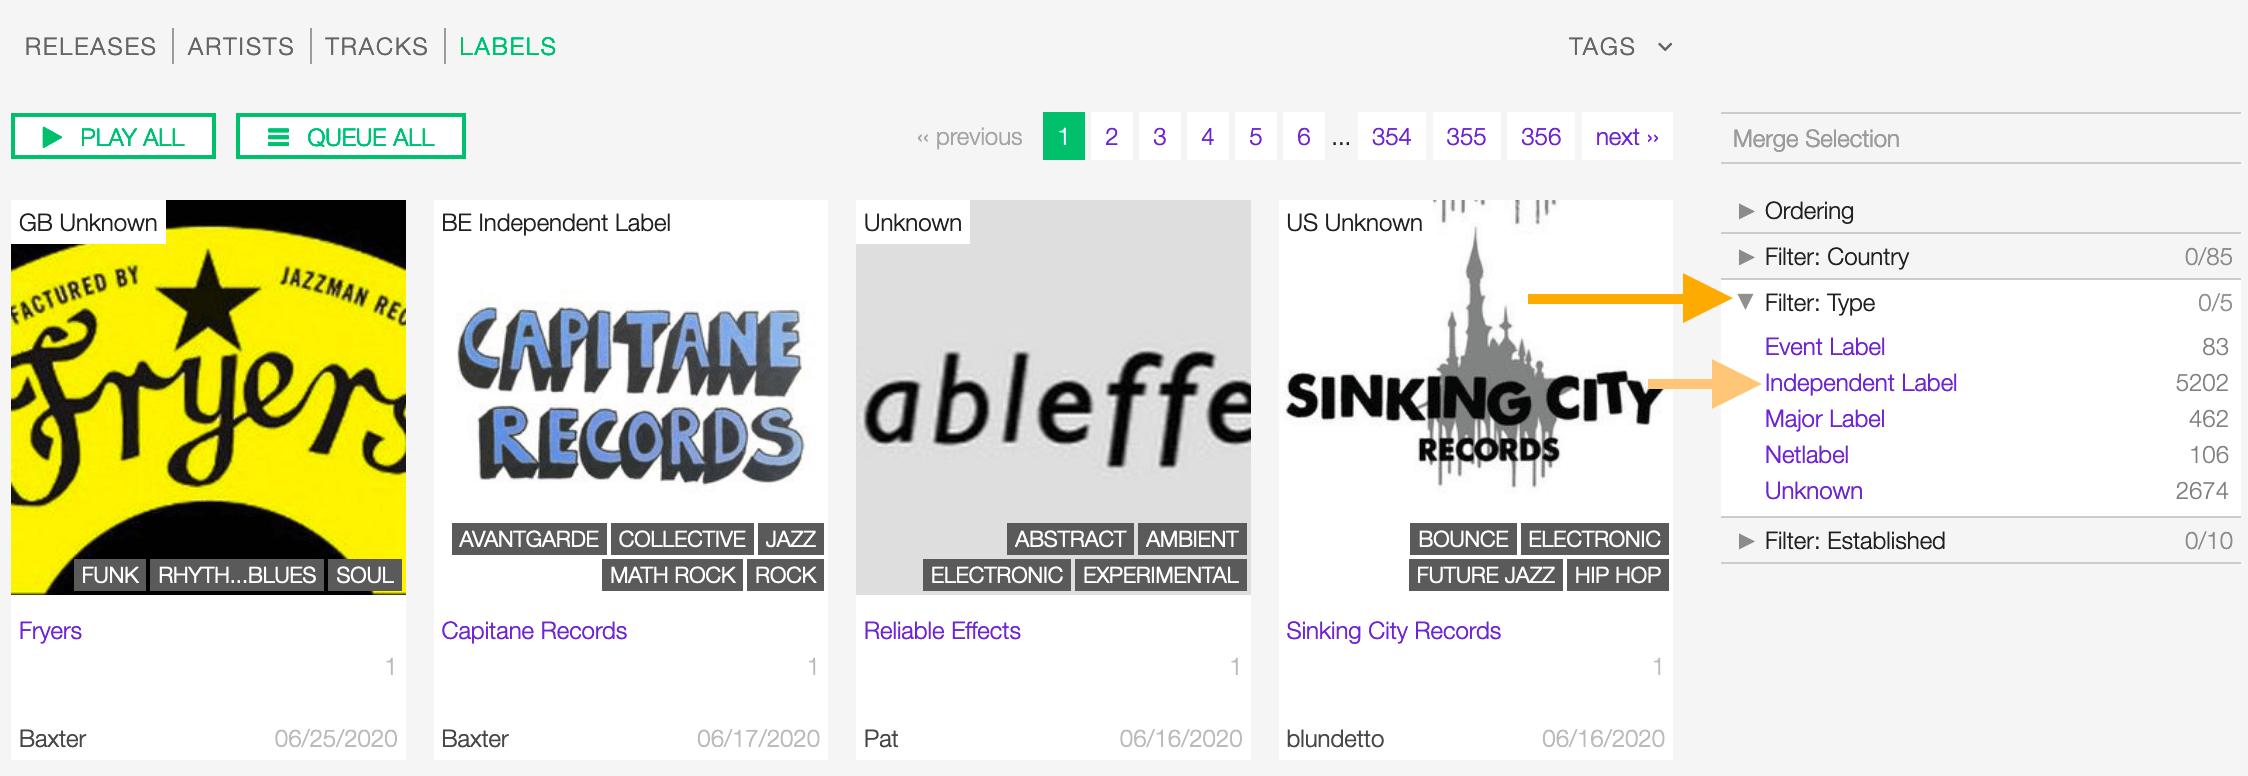 RELEASES ARTISTS TRACKS LABELS TAGS
PLAY ALL QUEUE ALL ‹‹ previous 1 2 3 4 5 6 ... 354 355 356 next ››
Merge Selection
GB Unknown
FACTURED BY
JAZZMAN REC
Fryers
FUNK RHYTH...BLUES SOUL
Fryers
1
Baxter 06/25/2020
BE Independent Label
CAPITANE
RECORDS
AVANTGARDE COLLECTIVE JAZZ
MATH ROCK ROCK
Capitane Records
1
Baxter 06/17/2020
Unknown
ableffe
ABSTRACT AMBIENT
ELECTRONIC EXPERIMENTAL
Reliable Effects
1
Pat 06/16/2020
US Unknown
SINKING CITY
RECORDS
BOUNCE ELECTRONIC
FUTURE JAZZ HIP HOP
Sinking City Records
1
blundetto 06/16/2020
Ordering
Filter: Country 0/85
Filter: Type 0/5
Event Label 83
Independent Label 5202
Major Label 462
Netlabel 106
Unknown 2674
Filter: Established 0/10